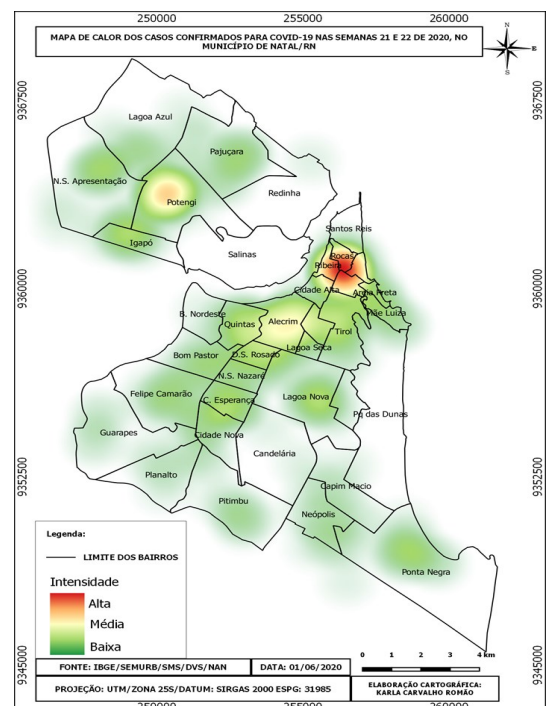 250000 255000 260000
MAPA DE CALOR DOS CASOS CONFIRMADOS PARA COVID-19 NAS SEMANAS 21 E 22 DE 2020, NO
MUNICÍPIO DE NATAL/RN
N
E
S
9367500 9367500
Lagoa Azul
Pajuçara
N.S. Apresentação
Redinha
Potengi
Santos Reis
Igapó
Salinas
Rocas
Ribeira
9360000 9360000
Cidade Alta
Areia Preta
B. Nordeste
Mãe Luiza
Quintas
Alecrim
Tirol
Lagoa Seca
Bom Pastor
D.S. Rosado
N.S. Nazaré
Felipe Camarão
C. Esperança
Lagoa Nova
Pq das Dunas
Guarapes
Cidade Nova
Candelária
9352500 9352500
Planalto
Capim Macio
Pitimbu
Neópolis
Ponta Negra
Legenda:
LIMITE DOS BAIRROS
Intensidade
Alta
Média
Baixa
0 1 2 3 4 km
9345000 9345000
FONTE: IBGE/SEMURB/SMS/DVS/NAN
DATA: 01/06/2020
PROJEÇÃO: UTM/ZONA 25S/DATUM: SIRGAS 2000 ESPG: 31985
ELABORAÇÃO CARTOGRÁFICA:
KARLA CARVALHO ROMÃO
250000 255000 260000